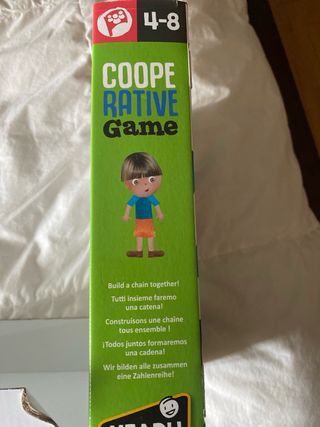 4-8
COOPE
RATIVE
Game
Build a chain together!
Tutti insieme faremo
una catena!
Construisons une chaîne
tous ensemble !
¡Todos juntos formaremos
una cadena!
Wir bilden alle zusammen
eine Zahlenreihe!